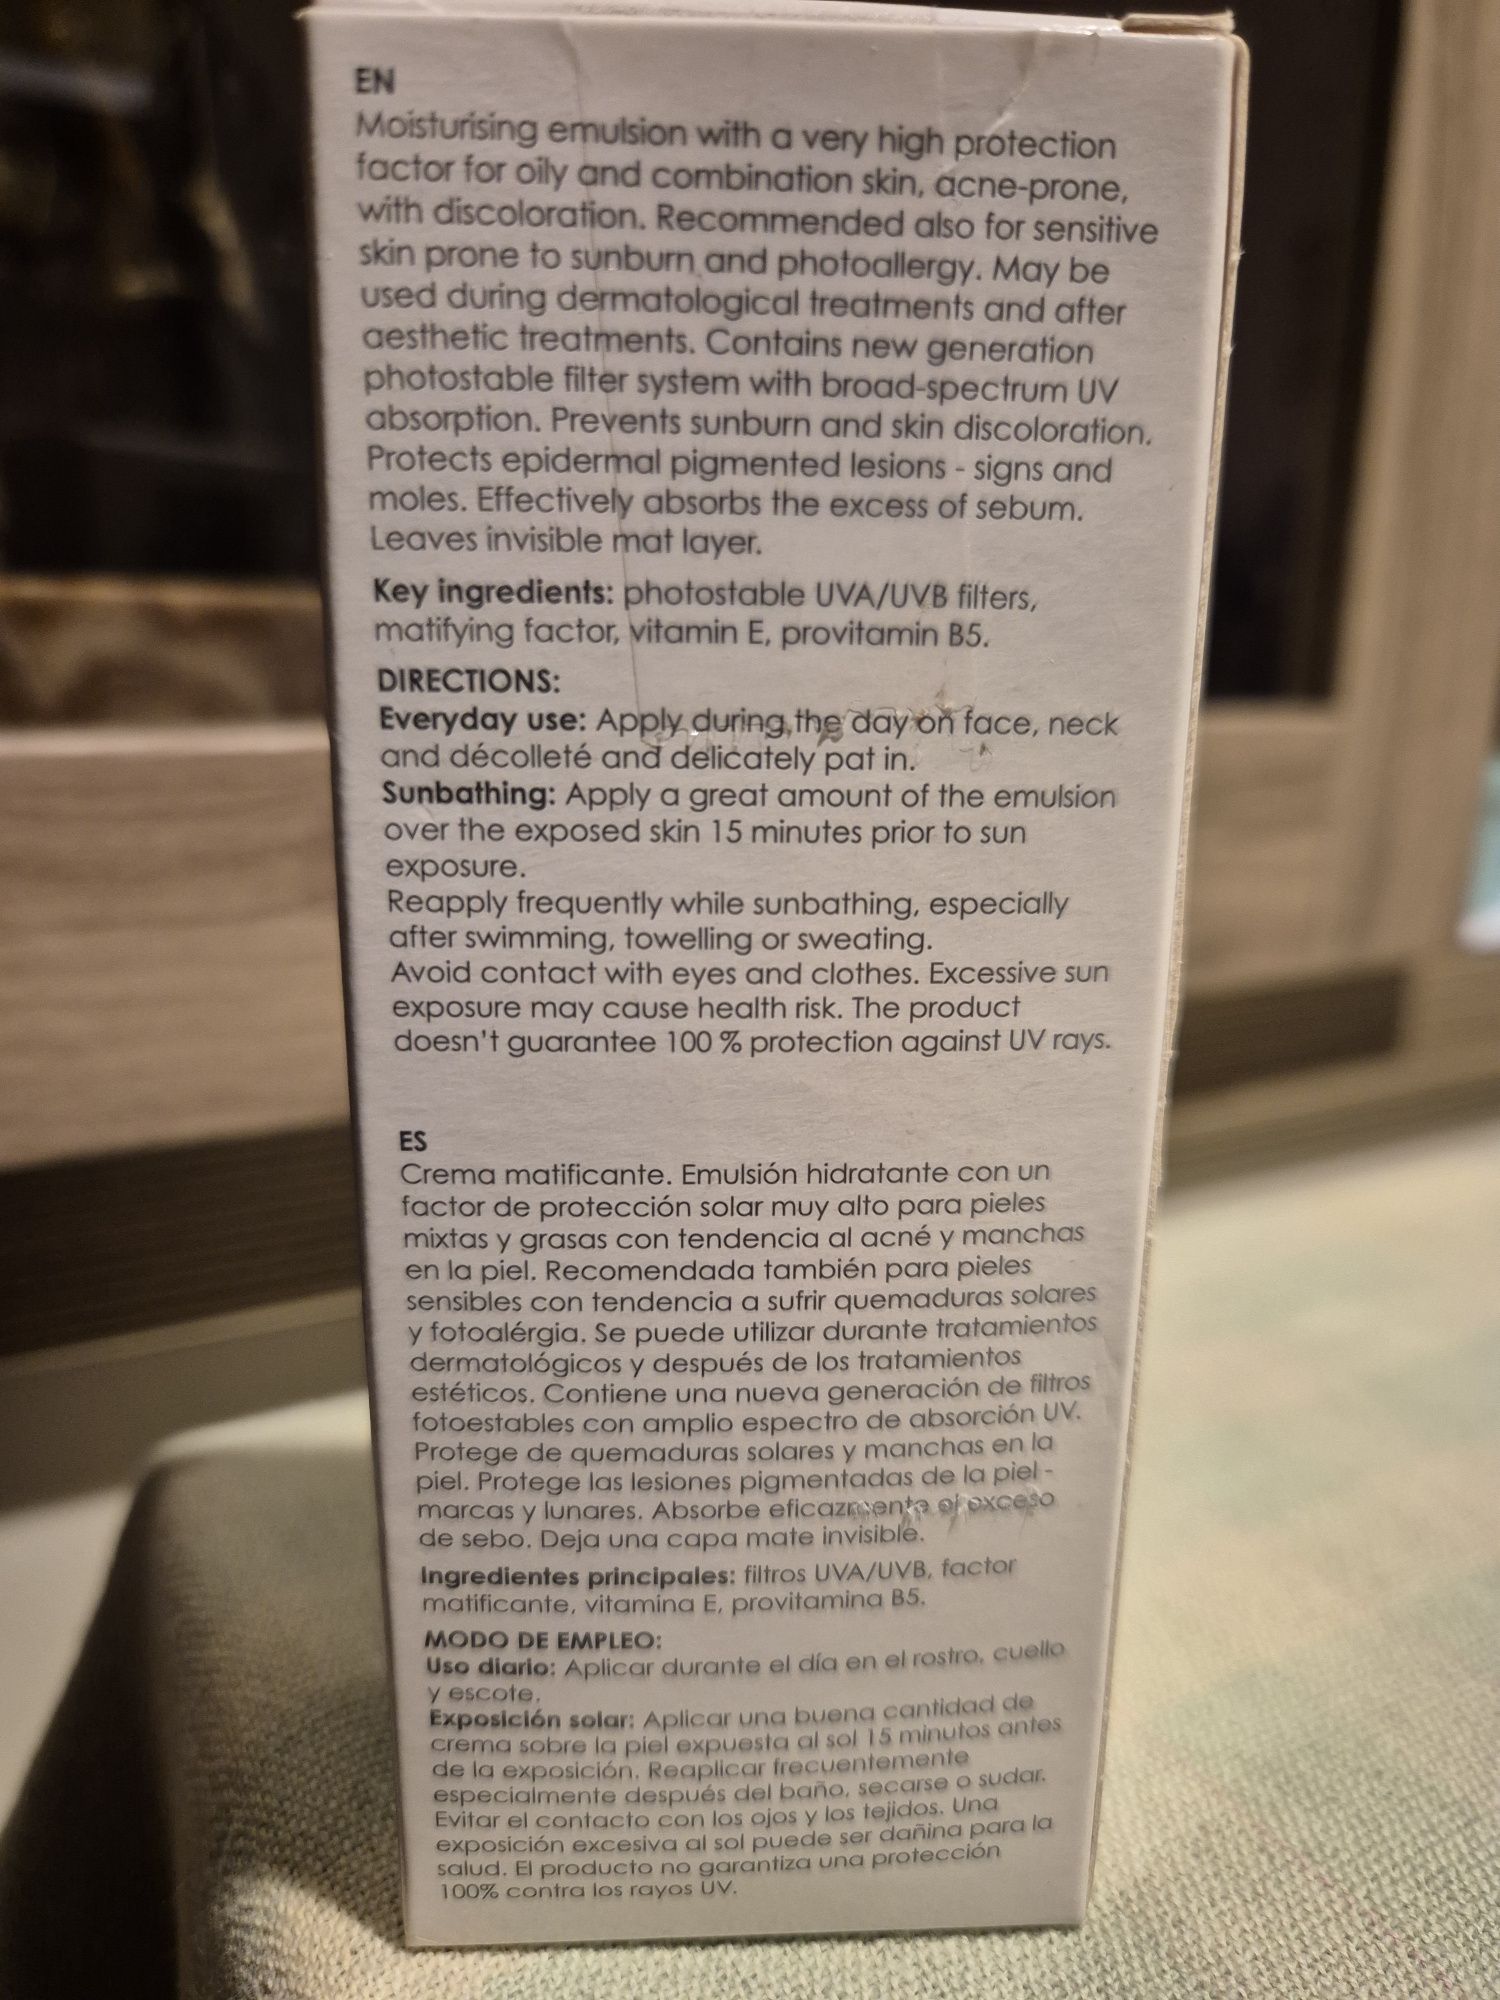 EN
Moisturising emulsion with a very high protection
factor for oily and combination skin, acne-prone,
with discoloration. Recommended also for sensitive
skin prone to sunburn and photoallergy. May be
used during dermatological treatments and after
aesthetic treatments. Contains new generation
photostable filter system with broad-spectrum UV
absorption. Prevents sunburn and skin discoloration.
Protects epidermal pigmented lesions - signs and
moles. Effectively absorbs the excess of sebum.
Leaves invisible mat layer.
Key ingredients: photostable UVA/UVB filters,
matifying factor, vitamin E, provitamin B5.
DIRECTIONS:
Everyday use: Apply during the day on face, neck
and décolleté and delicately pat in.
Sunbathing: Apply a great amount of the emulsion
over the exposed skin 15 minutes prior to sun
exposure.
Reapply frequently while sunbathing, especially
after swimming, towelling or sweating.
Avoid contact with eyes and clothes. Excessive sun
exposure may cause health risk. The product
doesn't guarantee 100 % protection against UV rays.
ES
Crema matificante. Emulsión hidratante con un
factor de protección solar muy alto para pieles
mixtas y grasas con tendencia al acné y manchas
en la piel. Recomendada también para pieles
sensibles con tendencia a sufrir quemaduras solares
y fotoalérgia. Se puede utilizar durante tratamientos
dermatológicos y después de los tratamientos
estéticos. Contiene una nueva generación de filtros
fotoestables con amplio espectro de absorción UV.
Protege de quemaduras solares y manchas en la
piel. Protege las lesiones pigmentadas de la piel -
marcas y lunares. Absorbe eficazmente el exceso
de sebo. Deja una capa mate invisible.
Ingredientes principales: filtros UVA/UVB, factor
matificante, vitamina E, provitamina B5.
MODO DE EMPLEO:
Uso diario: Aplicar durante el día en el rostro, cuello
y escote.
Exposición solar: Aplicar una buena cantidad de
crema sobre la piel expuesta al sol 15 minutos antes
de la exposición. Reaplicar frecuentemente
especialmente después del baño, secarse o sudar.
Evitar el contacto con los ojos y los tejidos. Una
exposición excesiva al sol puede ser dañina para la
salud. El producto no garantiza una protección
100% contra los rayos UV.